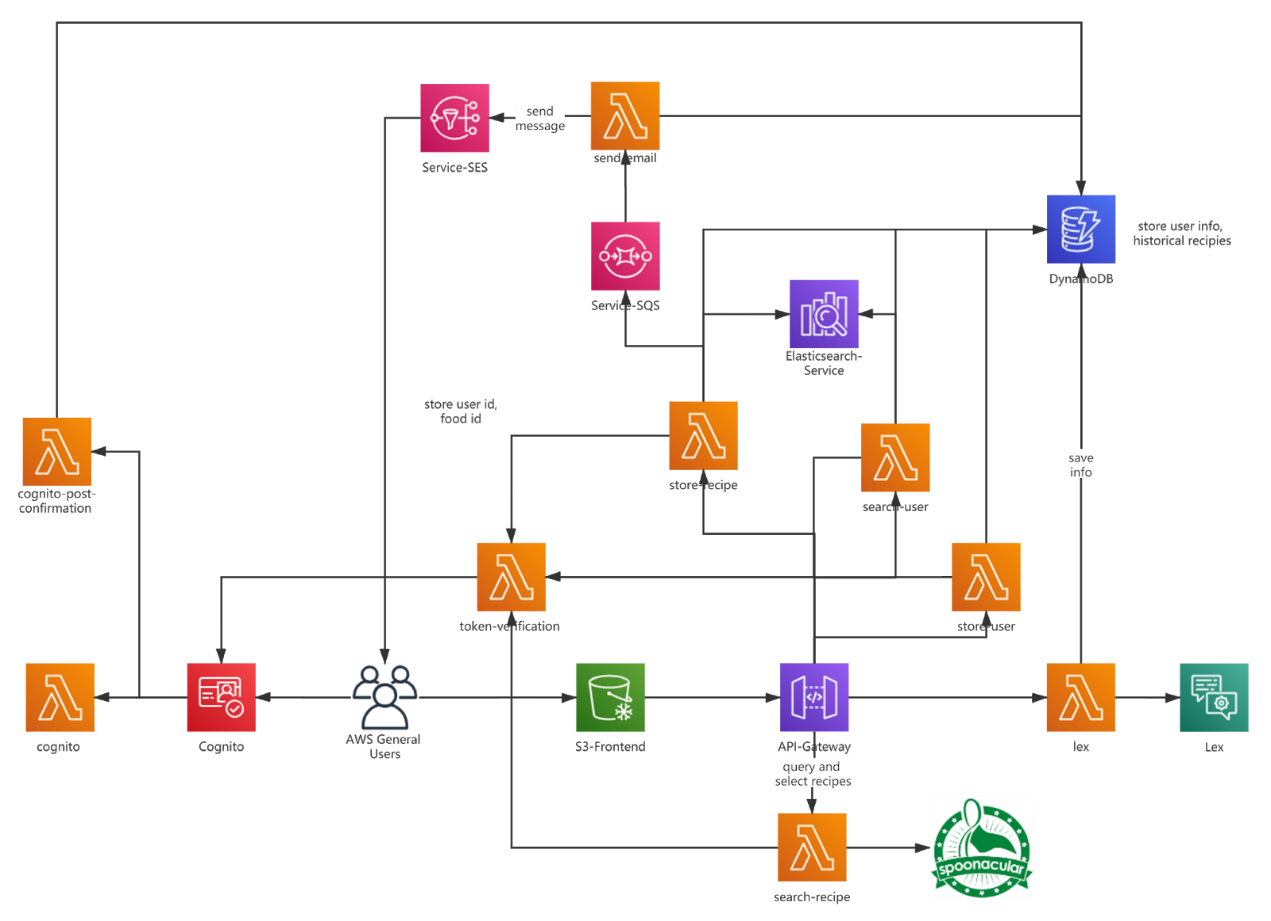 send
message
Service-SES
send-email
store user info,
historical recipies
DynamoDB
Service-SQS
Elasticsearch-
Service
store user id,
food id
save
info
store-recipe
cognito-post-
confirmation
search-user
token-verification
store-user
cognito
Cognito
AWS General
Users
S3-Frontend
API-Gateway
query and
select recipes
lex
Lex
spoonacular
search-recipe